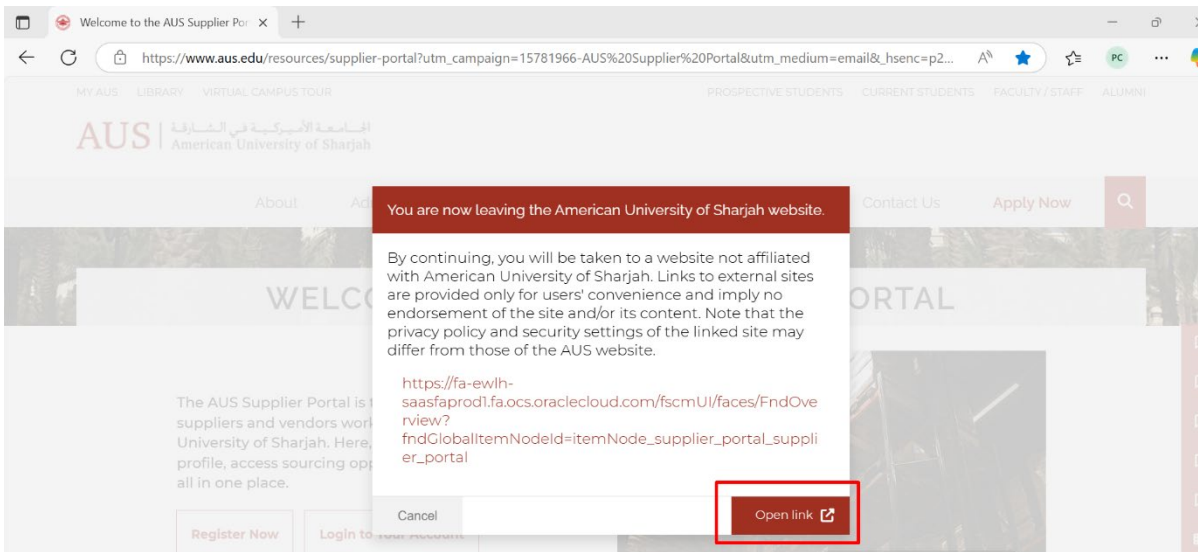 Welcome to the AUS Supplier Por
https://www.aus.edu/resources/supplier-portal?utm_campaign=15781966-AUS%20Supplier%20Portal&utm_medium=email&_hsenc=p2...
PC
MY AUS LIBRARY VIRTUAL CAMPUS TOUR PROSPECTIVE STUDENTS CURRENT STUDENTS FACULTY / STAFF ALUMNI
AUS
الجامعة الأميركية في الشارقة
American University of Sharjah
About Ad Contact Us Apply Now
You are now leaving the American University of Sharjah website.
WELCO ORTAL
By continuing, you will be taken to a website not affiliated
with American University of Sharjah. Links to external sites
are provided only for users' convenience and imply no
endorsement of the site and/or its content. Note that the
privacy policy and security settings of the linked site may
differ from those of the AUS website.
https://fa-ewlh-
saasfaprod1.fa.ocs.oraclecloud.com/fscmUI/faces/FndOve
rview?
fndGlobalItemNodeId=itemNode_supplier_portal_suppli
er_portal
The AUS Supplier Portal is
suppliers and vendors work
University of Sharjah. Here,
profile, access sourcing opp
all in one place.
Cancel Open link
Register Now Login to Your Account